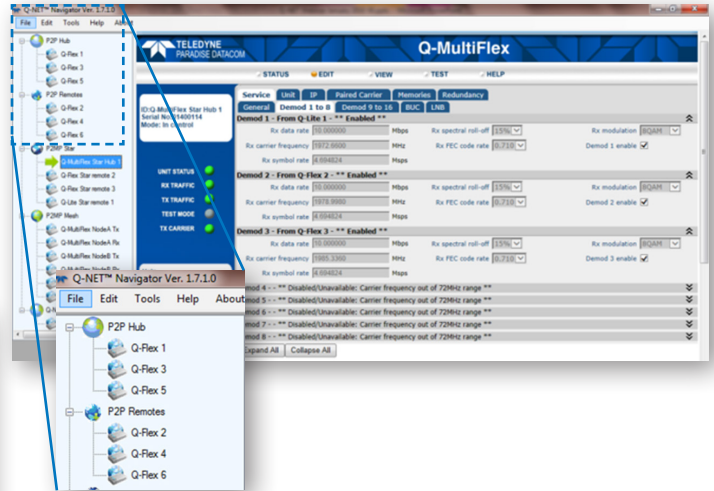 Q-NET™ Navigator Ver. 1.7.1.0
File Edit Tools Help About
P2P Hub
Q-Flex 1
Q-Flex 3
Q-Flex 5
P2P Remotes
Q-Flex 2
Q-Flex 4
Q-Flex 6
P2MP Star
Q-MultiFlex Star Hub 1
Q-Flex Star remote 2
Q-Flex Star remote 3
Q-Lite Star remote 1
P2MP Mesh
Q-MultiFlex NodeA Tx
Q-MultiFlex NodeA Rx
Q-MultiFlex NodeB Tx
TELEDYNE
PARADISE DATACOM
Q-MultiFlex
STATUS EDIT VIEW TEST HELP
ID:Q-MultiFlex Star Hub 1
Mode: In control
UNIT STATUS
RX TRAFFIC
TX TRAFFIC
TEST MODE
TX CARRIER
Service Unit IP Paired Carrier Memories Redundancy
General Demod 1 to 8 Demod 9 to 16 BUC LNB
Demod 1 - From Q-Lite 1 - ** Enabled **
Rx data rate 10.000000 Mbps Rx spectral roll-off 15% Rx modulation 8QAM
Rx carrier frequency 1972.6600 MHz Rx FEC code rate 0.710 Demod 1 enable
Rx symbol rate 4.694824 Msps
Demod 2 - From Q-Flex 2 - ** Enabled **
Rx data rate 10.000000 Mbps Rx spectral roll-off 15% Rx modulation 8QAM
Rx carrier frequency 1978.9980 MHz Rx FEC code rate 0.710 Demod 2 enable
Rx symbol rate 4.694824 Msps
Demod 3 - From Q-Flex 3 - ** Enabled **
Rx data rate 10.000000 Mbps Rx spectral roll-off 15% Rx modulation 8QAM
Rx carrier frequency 1985.3360 MHz Rx FEC code rate 0.710 Demod 3 enable
Rx symbol rate 4.694824 Msps
Demod 4 - - ** Disabled/Unavailable: Carrier frequency out of 72MHz range **
Demod 5 - - ** Disabled/Unavailable: Carrier frequency out of 72MHz range **
Demod 6 - - ** Disabled/Unavailable: Carrier frequency out of 72MHz range **
Demod 7 - - ** Disabled/Unavailable: Carrier frequency out of 72MHz range **
Demod 8 - - ** Disabled/Unavailable: Carrier frequency out of 72MHz range **
Expand All Collapse All
Q-NET™ Navigator Ver. 1.7.1.0
File Edit Tools Help About
P2P Hub
Q-Flex 1
Q-Flex 3
Q-Flex 5
P2P Remotes
Q-Flex 2
Q-Flex 4
Q-Flex 6